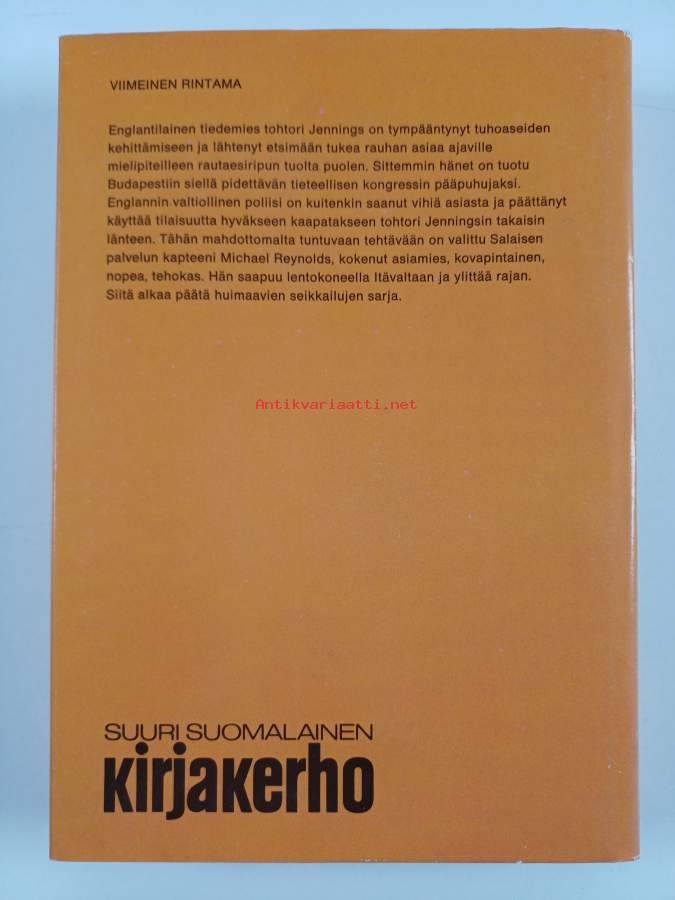 VIIMEINEN RINTAMA
Englantilainen tiedemies tohtori Jennings on tympääntynyt tuhoaseiden
kehittämiseen ja lähtenyt etsimään tukea rauhan asiaa ajaville
mielipiteilleen rautaesiripun tuolta puolen. Sittemmin hänet on tuotu
Budapestiin siellä pidettävän tieteellisen kongressin pääpuhujaksi.
Englannin valtiollinen poliisi on kuitenkin saanut vihiä asiasta ja päättänyt
käyttää tilaisuutta hyväkseen kaapatakseen tohtori Jenningsin takaisin
länteen. Tähän mahdottomalta tuntuvaan tehtävään on valittu Salaisen
palvelun kapteeni Michael Reynolds, kokenut asiamies, kovapintainen,
nopea, tehokas. Hän saapuu lentokoneella Itävaltaan ja ylittää rajan.
Siitä alkaa päätä huimaavien seikkailujen sarja.
Antikvariaatti.net
SUURI SUOMALAINEN
kirjakerho